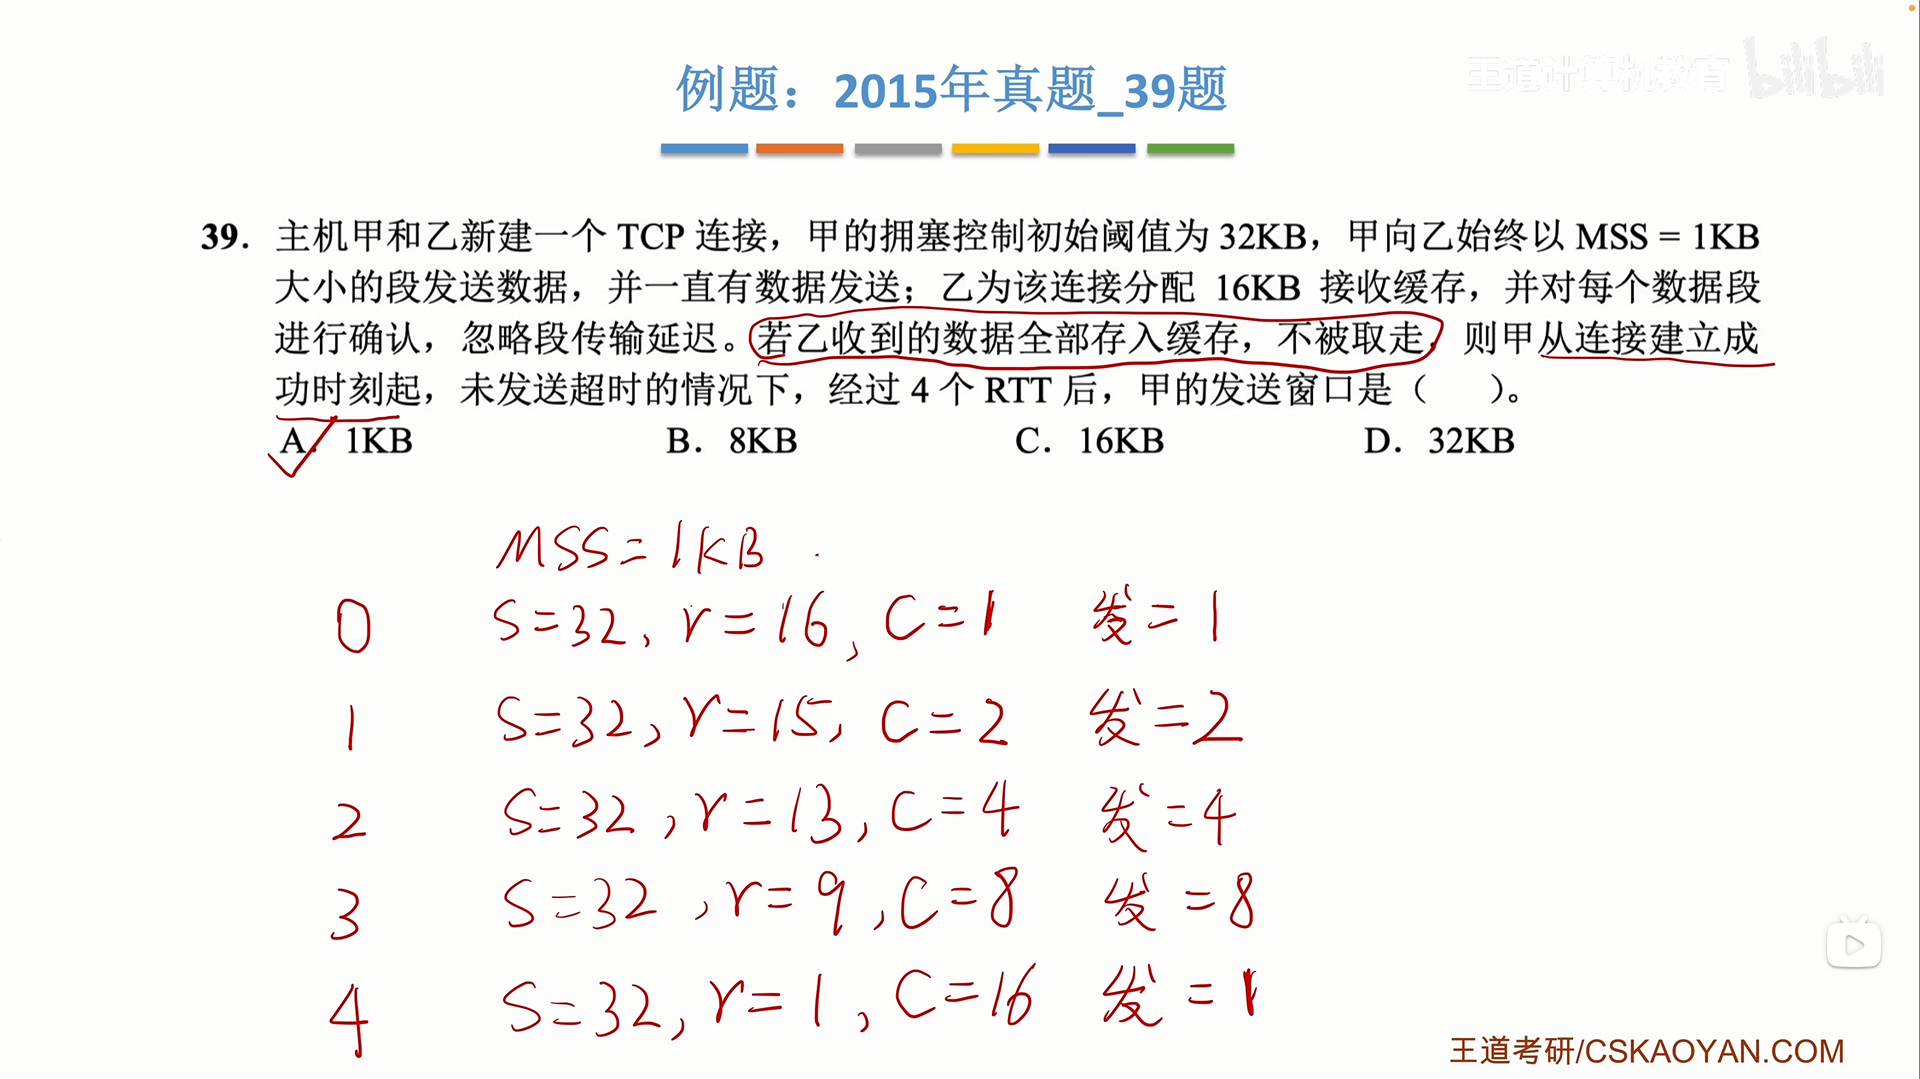 王道计算机教育 bilibili
例题：2015年真题_39题
39. 主机甲和乙新建一个 TCP 连接，甲的拥塞控制初始阈值为 32KB，甲向乙始终以 MSS = 1KB
大小的段发送数据，并一直有数据发送；乙为该连接分配 16KB 接收缓存，并对每个数据段
进行确认，忽略段传输延迟。若乙收到的数据全部存入缓存，不被取走，则甲从连接建立成
功时刻起，未发送超时的情况下，经过 4 个 RTT 后，甲的发送窗口是（ ）。
A. 1KB B. 8KB C. 16KB D. 32KB
MSS=1KB
0 S=32, r=16, C=1 发=1
1 S=32, r=15, C=2 发=2
2 S=32, r=13, C=4 发=4
3 S=32, r=9, C=8 发=8
4 S=32, r=1, C=16 发=1
王道考研/CSKAOYAN.COM